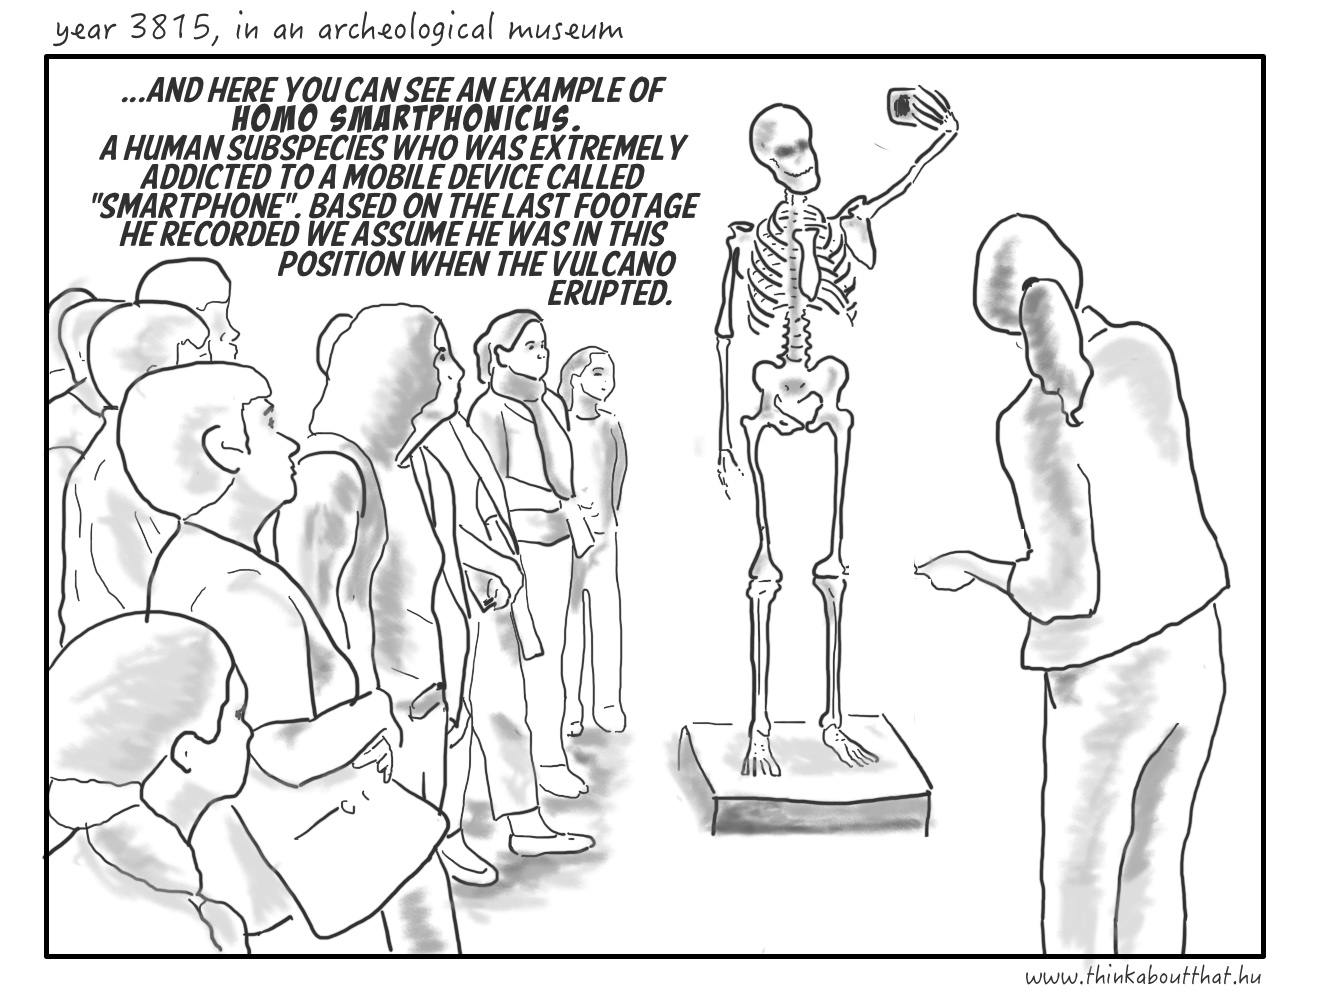 year 3815, in an archeological museum
...AND HERE YOU CAN SEE AN EXAMPLE OF
HOMO SMARTPHONICUS.
A HUMAN SUBSPECIES WHO WAS EXTREMELY
ADDICTED TO A MOBILE DEVICE CALLED
"SMARTPHONE". BASED ON THE LAST FOOTAGE
HE RECORDED WE ASSUME HE WAS IN THIS
POSITION WHEN THE VULCANO
ERUPTED.
www.thinkaboutthat.hu